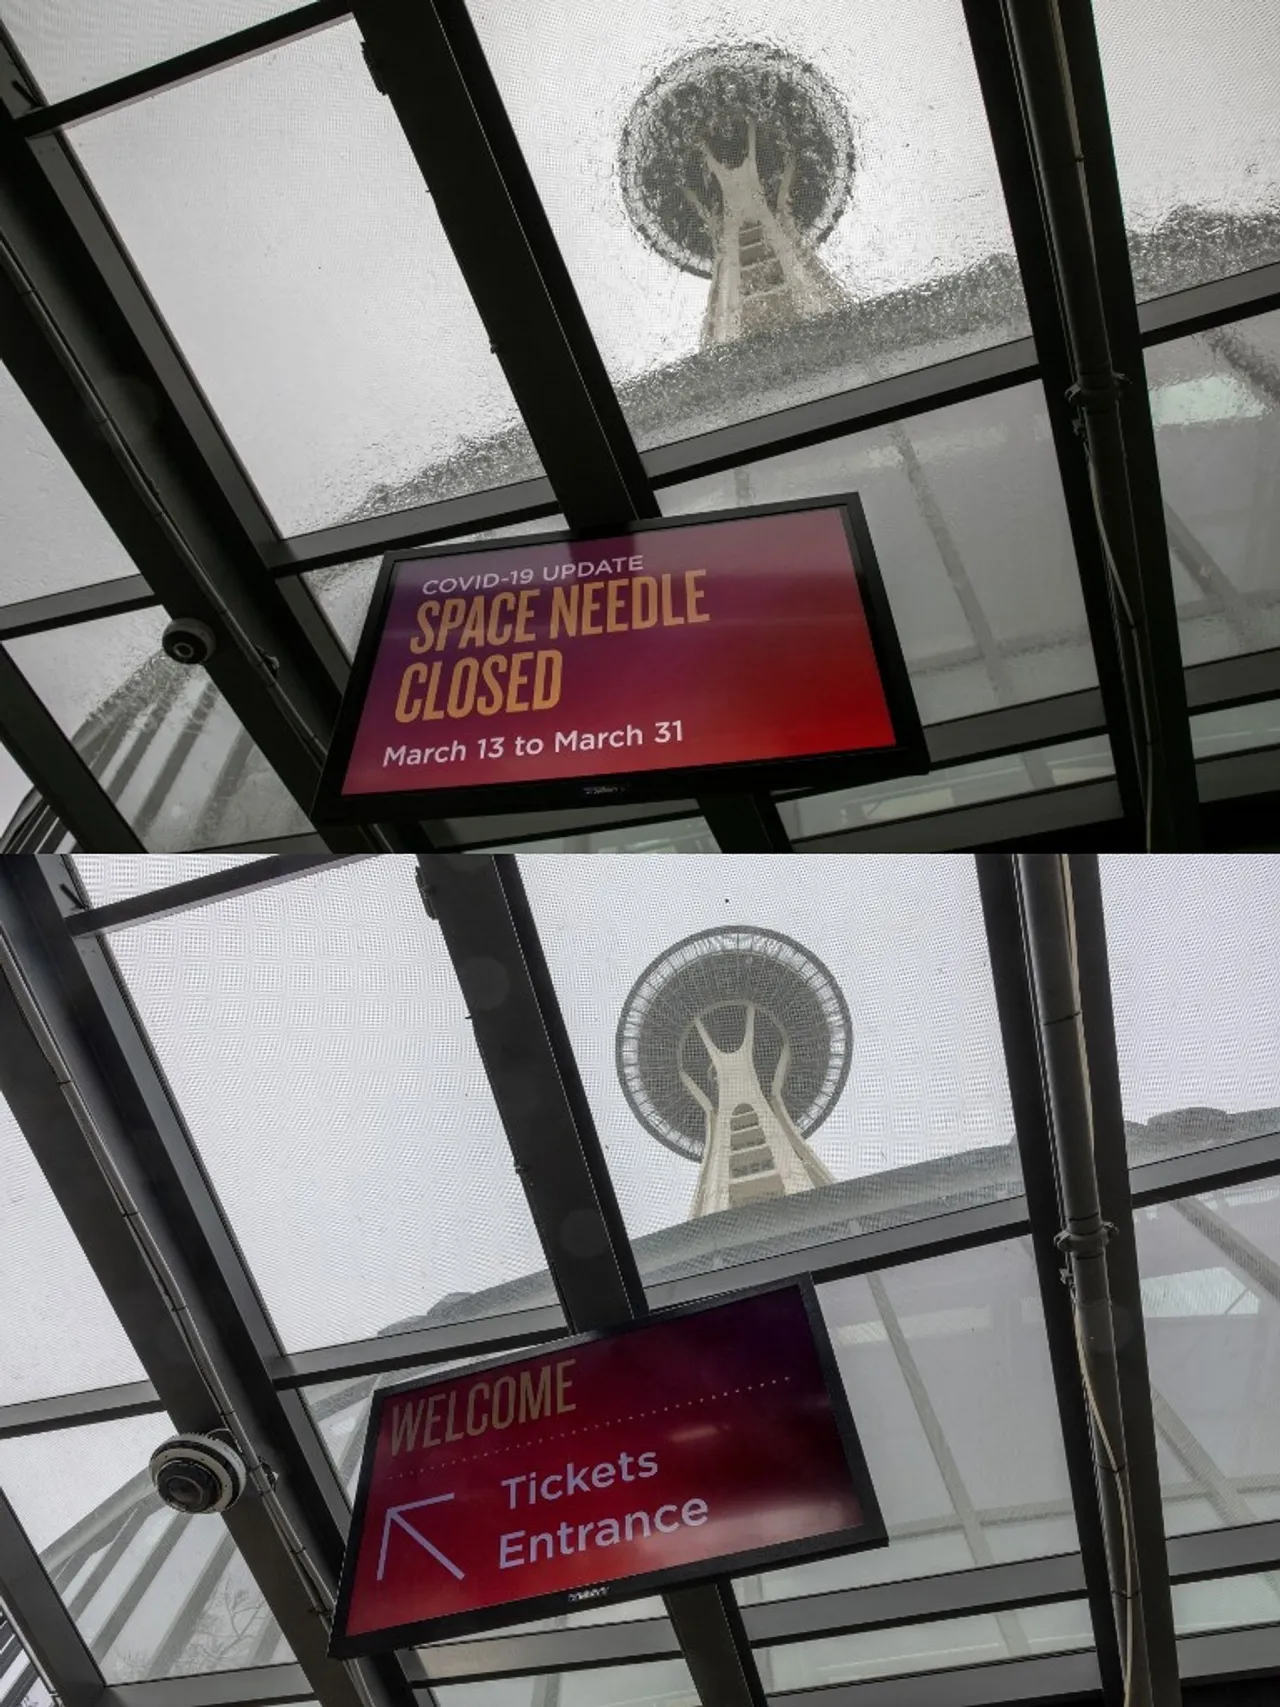 COVID-19 UPDATE
SPACE NEEDLE
CLOSED
March 13 to March 31
WELCOME
Tickets
Entrance